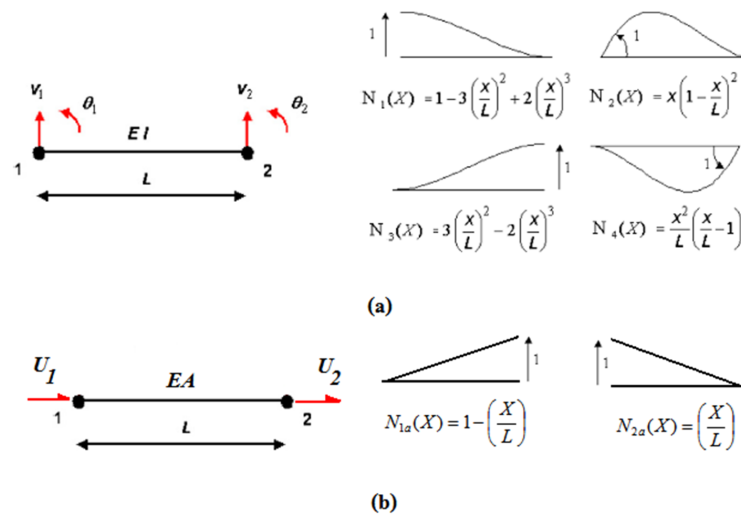 1
1
V1 θ1 V2 θ2
N1(X) = 1 - 3(x/L)^2 + 2(x/L)^3
N2(X) = x(1 - x/L)^2
EI
1 2
L
1
1
N3(X) = 3(x/L)^2 - 2(x/L)^3
N4(X) = x^2/L (x/L - 1)
(a)
U1 EA U2
1 2
L
1
1
N1a(X) = 1 - (X/L)
N2a(X) = (X/L)
(b)